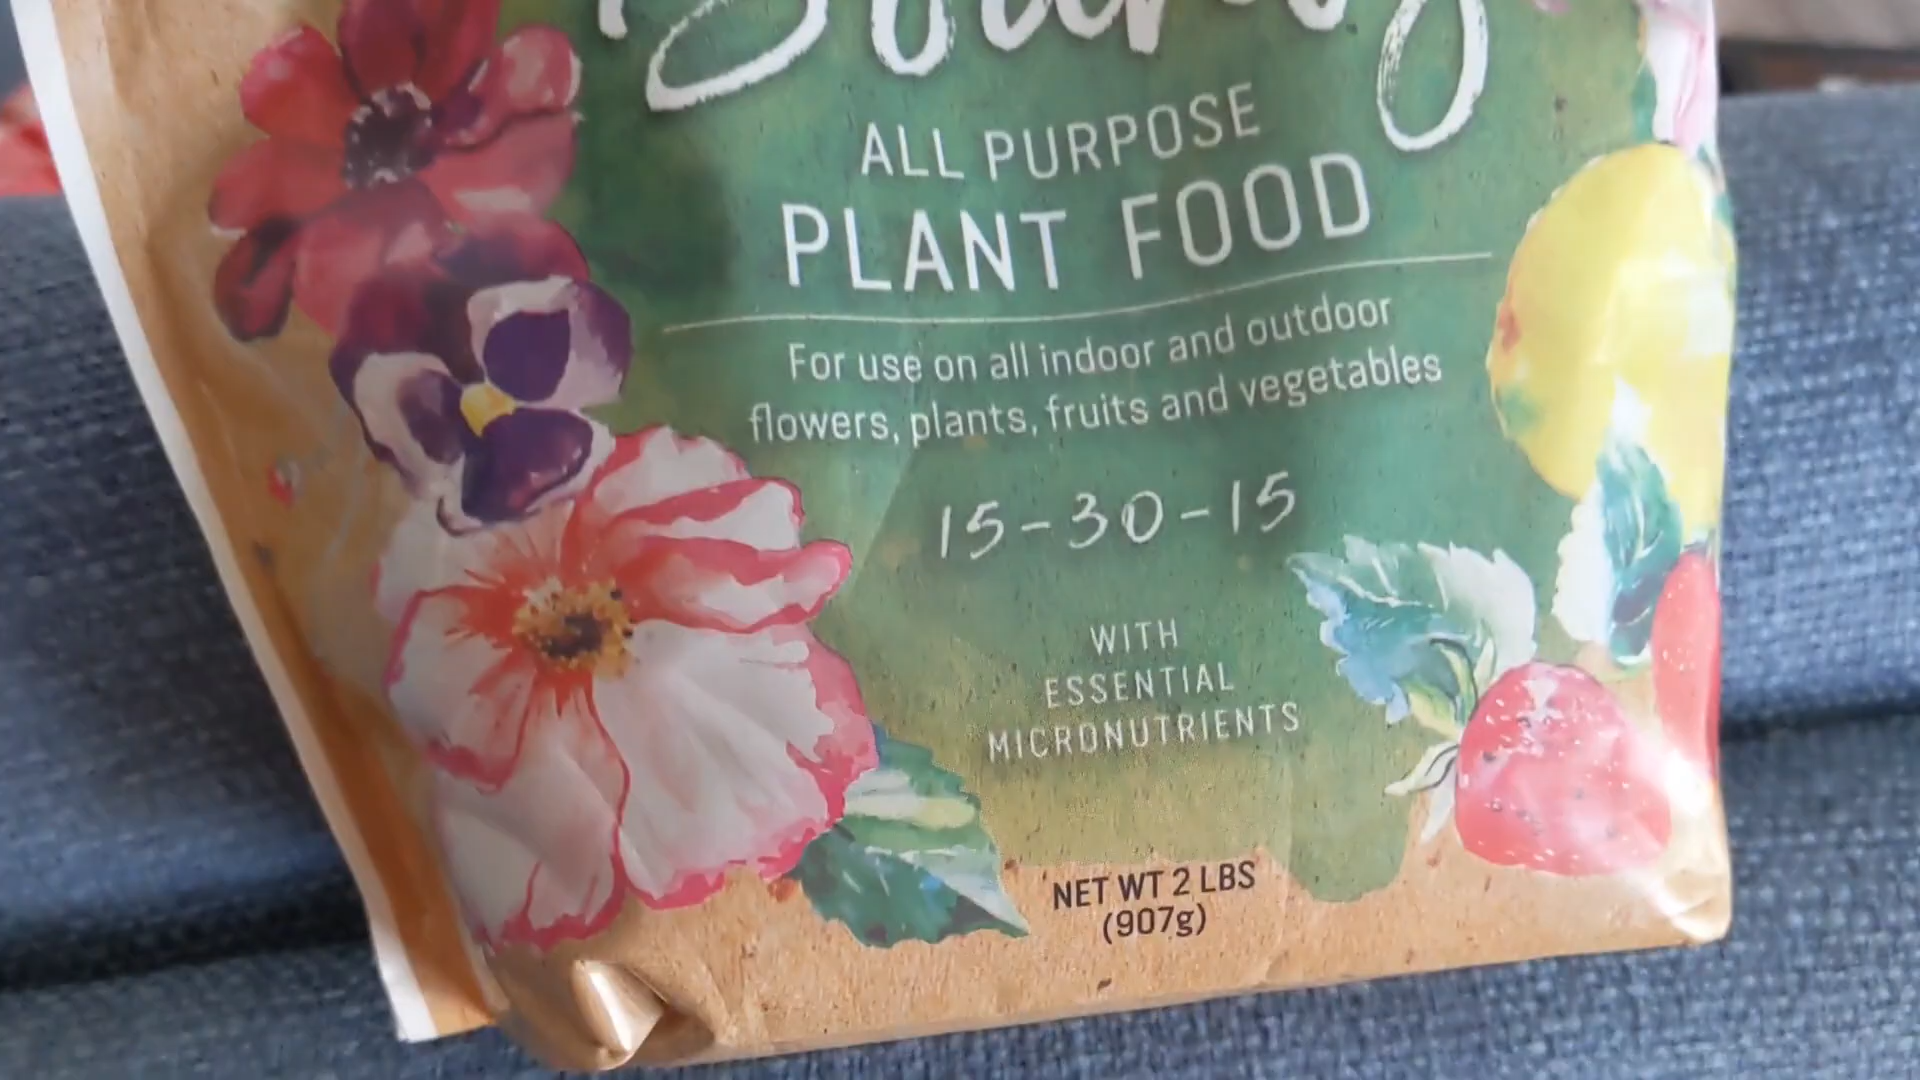 ALL PURPOSE
PLANT FOOD
For use on all indoor and outdoor
flowers, plants, fruits and vegetables
15-30-15
WITH
ESSENTIAL
MICRONUTRIENTS
NET WT 2 LBS
(907g)